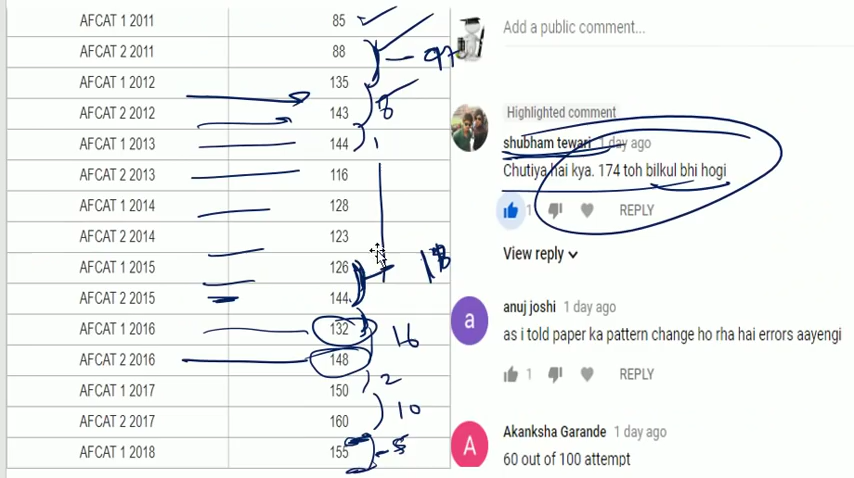 AFCAT 1 2011 85
AFCAT 2 2011 88
AFCAT 1 2012 135
AFCAT 2 2012 143
8
AFCAT 1 2013 144
1
AFCAT 2 2013 116
AFCAT 1 2014 128
AFCAT 2 2014 123
AFCAT 1 2015 126
18
AFCAT 2 2015 144
AFCAT 1 2016 132
16
AFCAT 2 2016 148
AFCAT 1 2017 150
2
AFCAT 2 2017 160
10
AFCAT 1 2018 155
5
Add a public comment...
Highlighted comment
shubham tewari 1 day ago
Chutiya hai kya. 174 toh bilkul bhi hogi
1 REPLY
View reply
a
anuj joshi 1 day ago
as i told paper ka pattern change ho rha hai errors aayengi
1 REPLY
A
Akanksha Garande 1 day ago
60 out of 100 attempt